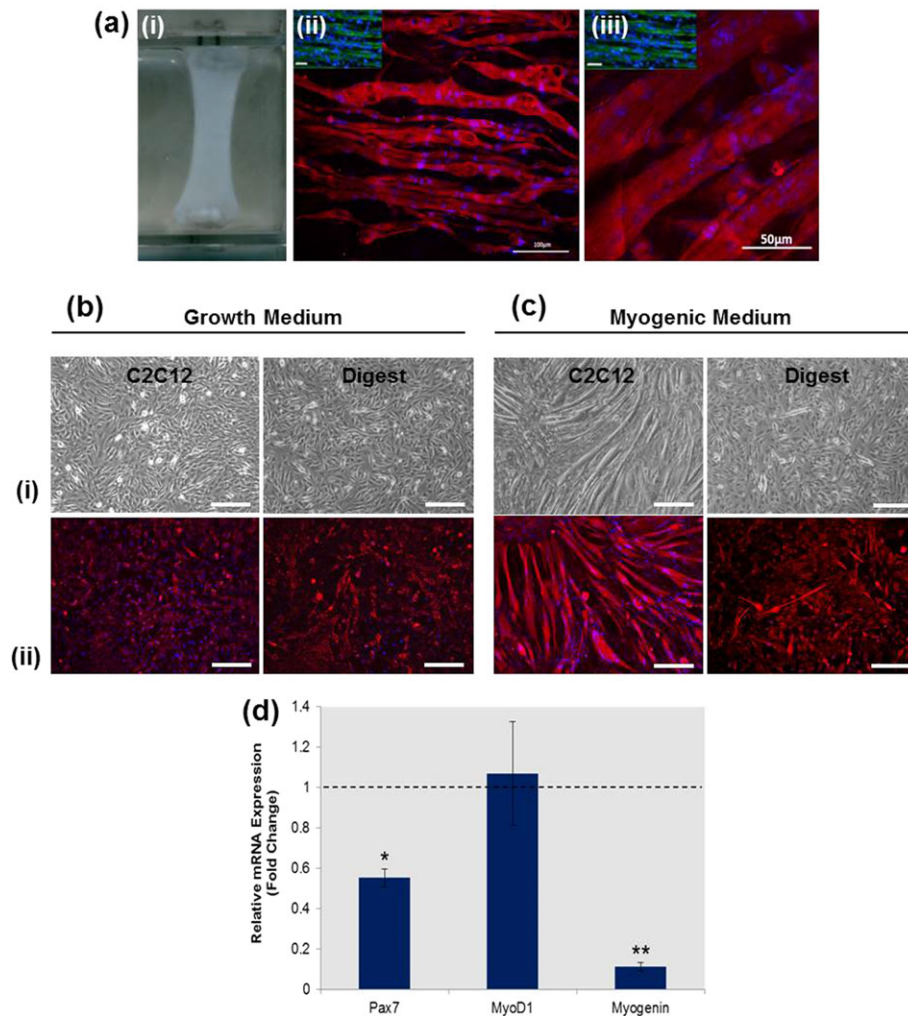 (a) (i) (ii) (iii)
100µm
50µm
(b) (c)
Growth Medium Myogenic Medium
C2C12 Digest C2C12 Digest
(i)
(ii)
(d)
Relative mRNA Expression
(Fold Change)
1.4
1.2
1
0.8
0.6
0.4
0.2
0
*
**
Pax7 MyoD1 Myogenin